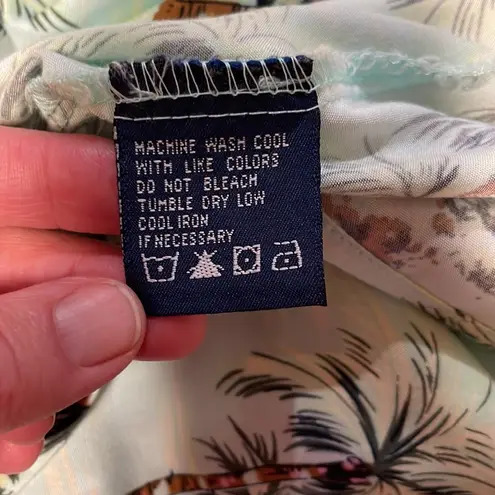 MACHINE WASH COOL
WITH LIKE COLORS
DO NOT BLEACH
TUMBLE DRY LOW
COOL IRON
IF NECESSARY